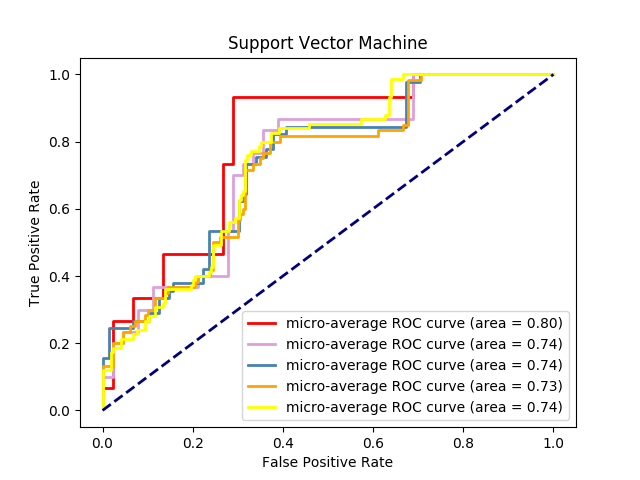 Support Vector Machine
True Positive Rate
1.0
0.8
0.6
0.4
0.2
0.0
micro-average ROC curve (area = 0.80)
micro-average ROC curve (area = 0.74)
micro-average ROC curve (area = 0.74)
micro-average ROC curve (area = 0.73)
micro-average ROC curve (area = 0.74)
0.0 0.2 0.4 0.6 0.8 1.0
False Positive Rate